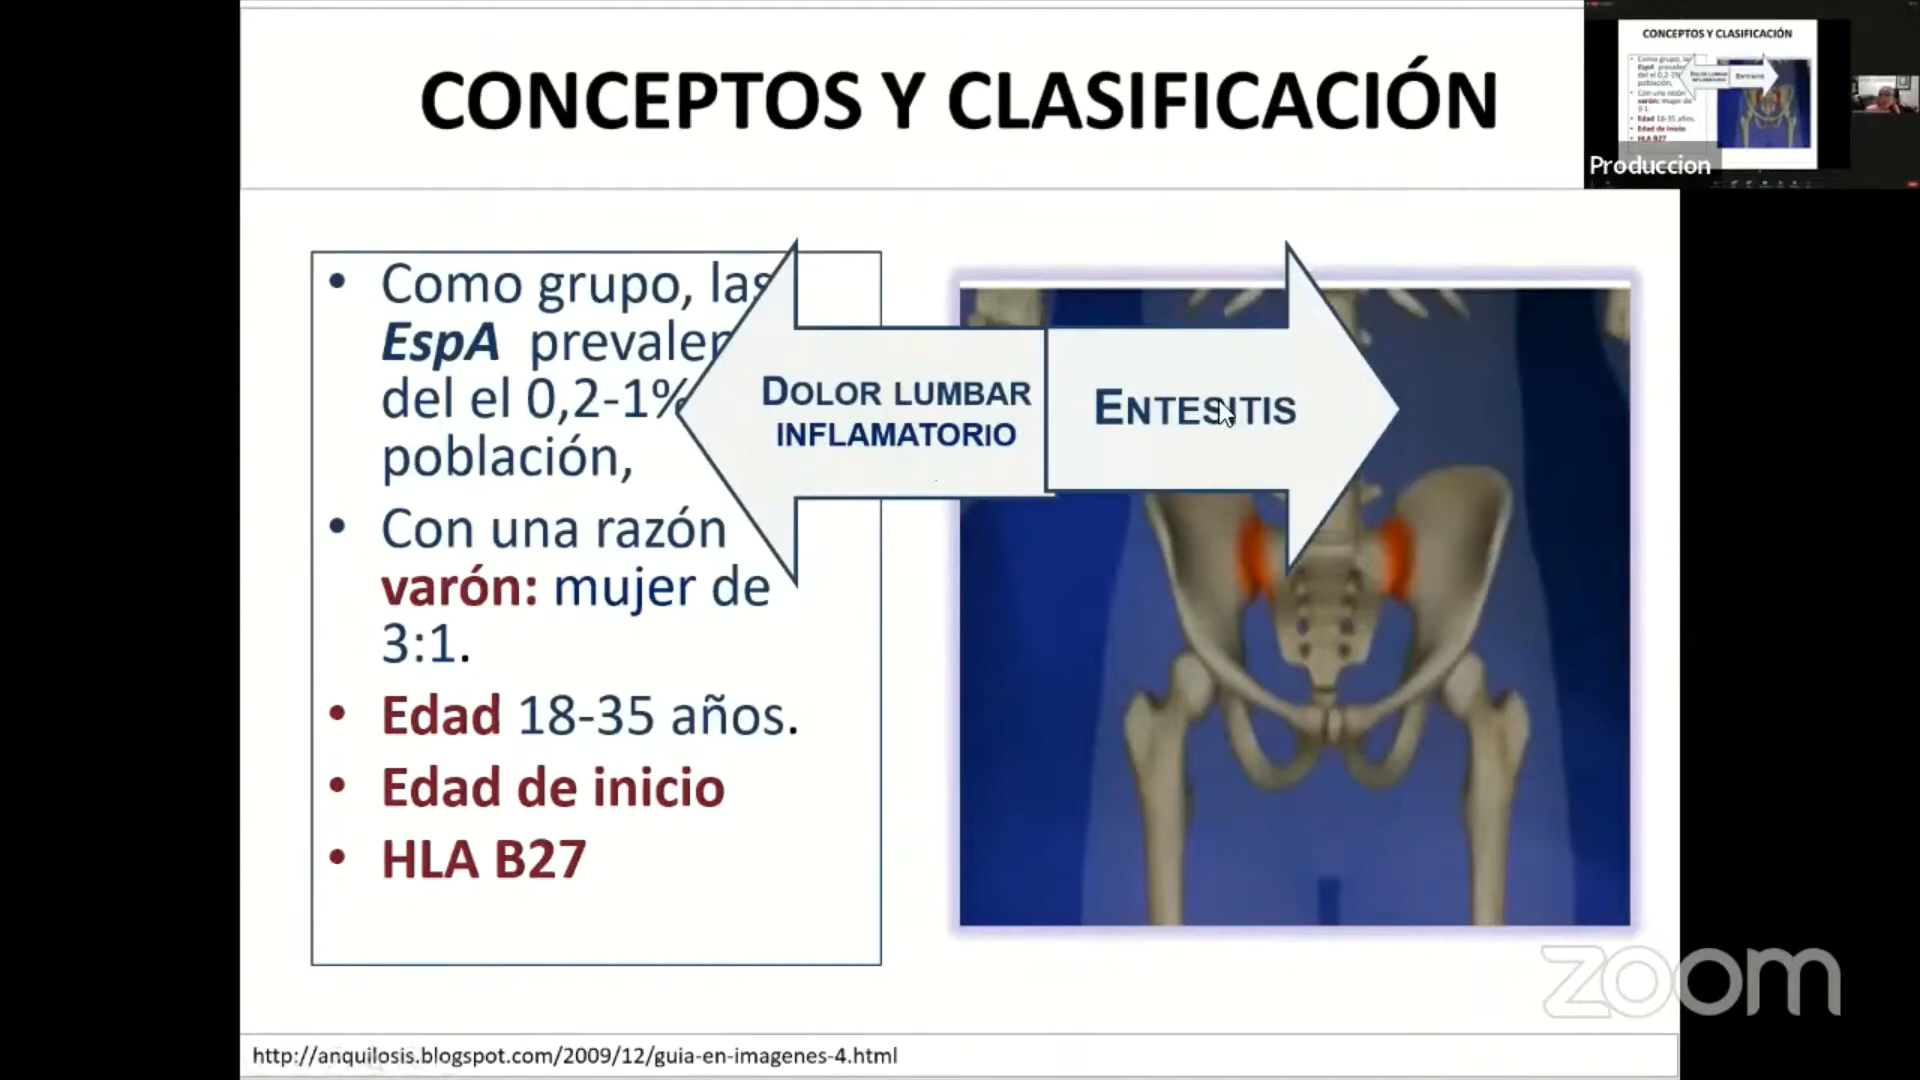 CONCEPTOS Y CLASIFICACIÓN
CONCEPTOS Y CLASIFICACIÓN
Produccion
• Como grupo, las
EspA
del el 0,2-1%
población,
• Con una razón
varón: mujer de
3:1.
• Edad 18-35 años.
• Edad de inicio
• HLA B27
DOLOR LUMBAR
INFLAMATORIO
ENTESITIS
zoom
http://anquilosis.blogspot.com/2009/12/guia-en-imagenes-4.html